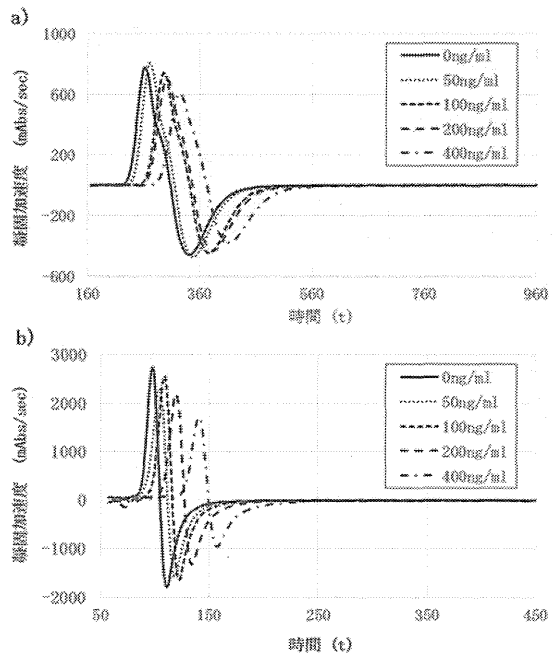 a)
凝固加速度 (mAbs/sec)
1000
600
200
-200
-600
160
360
560
760
960
時間 (t)
0ng/ml
50ng/ml
100ng/ml
200ng/ml
400ng/ml
b)
凝固加速度 (mAbs/sec)
3000
2000
1000
0
-1000
-2000
50
150
250
350
450
時間 (t)
0ng/ml
50ng/ml
100ng/ml
200ng/ml
400ng/ml